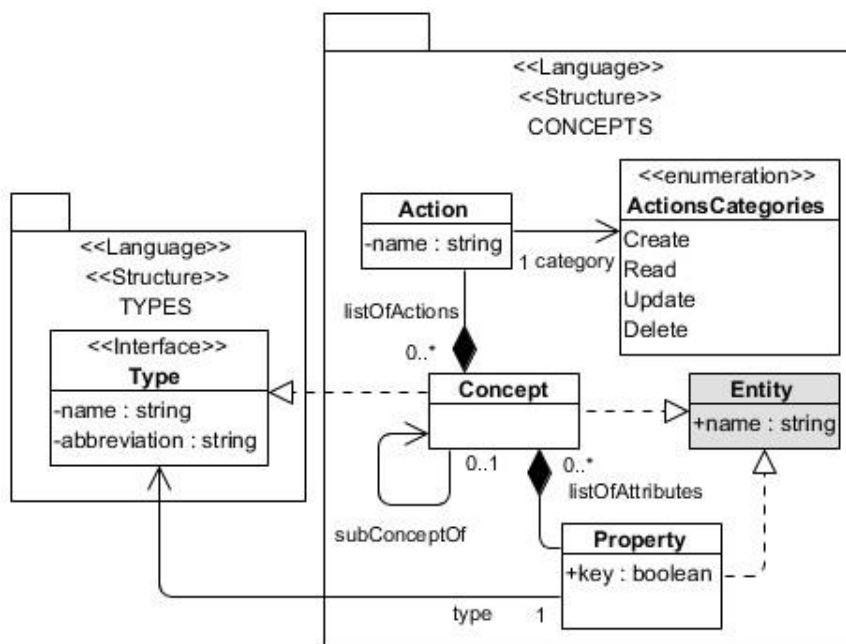 <<Language>>
<<Structure>>
CONCEPTS
<<enumeration>>
ActionsCategories
Create
Read
Update
Delete
Action
-name : string
1 category
listOfActions
0..*
<<Language>>
<<Structure>>
TYPES
<<Interface>>
Type
-name : string
-abbreviation : string
Concept
Entity
+name : string
0..1
0..*
listOfAttributes
subConceptOf
Property
+key : boolean
type 1